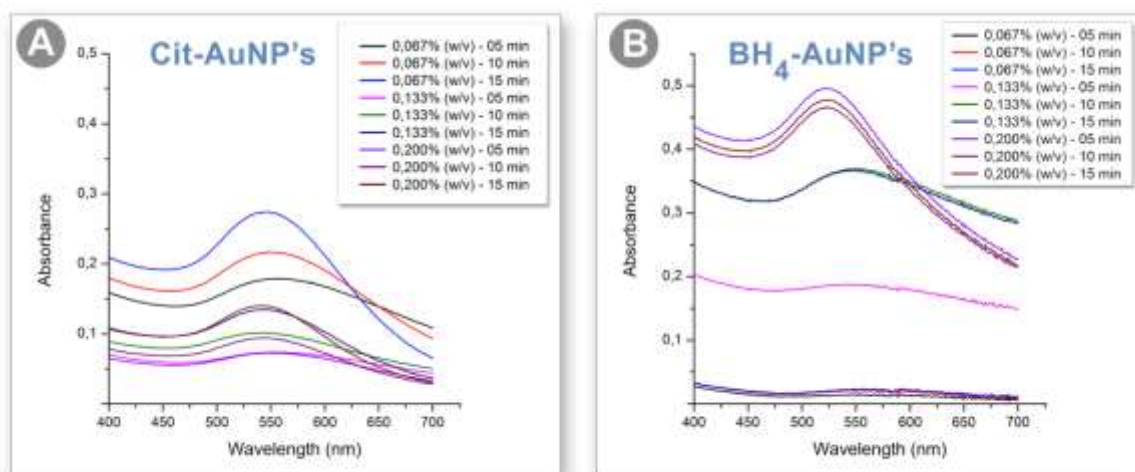 A
Cit-AuNP's
0,067% (w/v) - 05 min
0,067% (w/v) - 10 min
0,067% (w/v) - 15 min
0,133% (w/v) - 05 min
0,133% (w/v) - 10 min
0,133% (w/v) - 15 min
0,200% (w/v) - 05 min
0,200% (w/v) - 10 min
0,200% (w/v) - 15 min
0,5
0,4
0,3
0,2
0,1
Absorbance
400 450 500 550 600 650 700
Wavelength (nm)
B
BH₄-AuNP's
0,067% (w/v) - 05 min
0,067% (w/v) - 10 min
0,067% (w/v) - 15 min
0,133% (w/v) - 05 min
0,133% (w/v) - 10 min
0,133% (w/v) - 15 min
0,200% (w/v) - 05 min
0,200% (w/v) - 10 min
0,200% (w/v) - 15 min
0,5
0,4
0,3
0,2
0,1
0,0
Absorbance
400 450 500 550 600 650 700
Wavelength (nm)